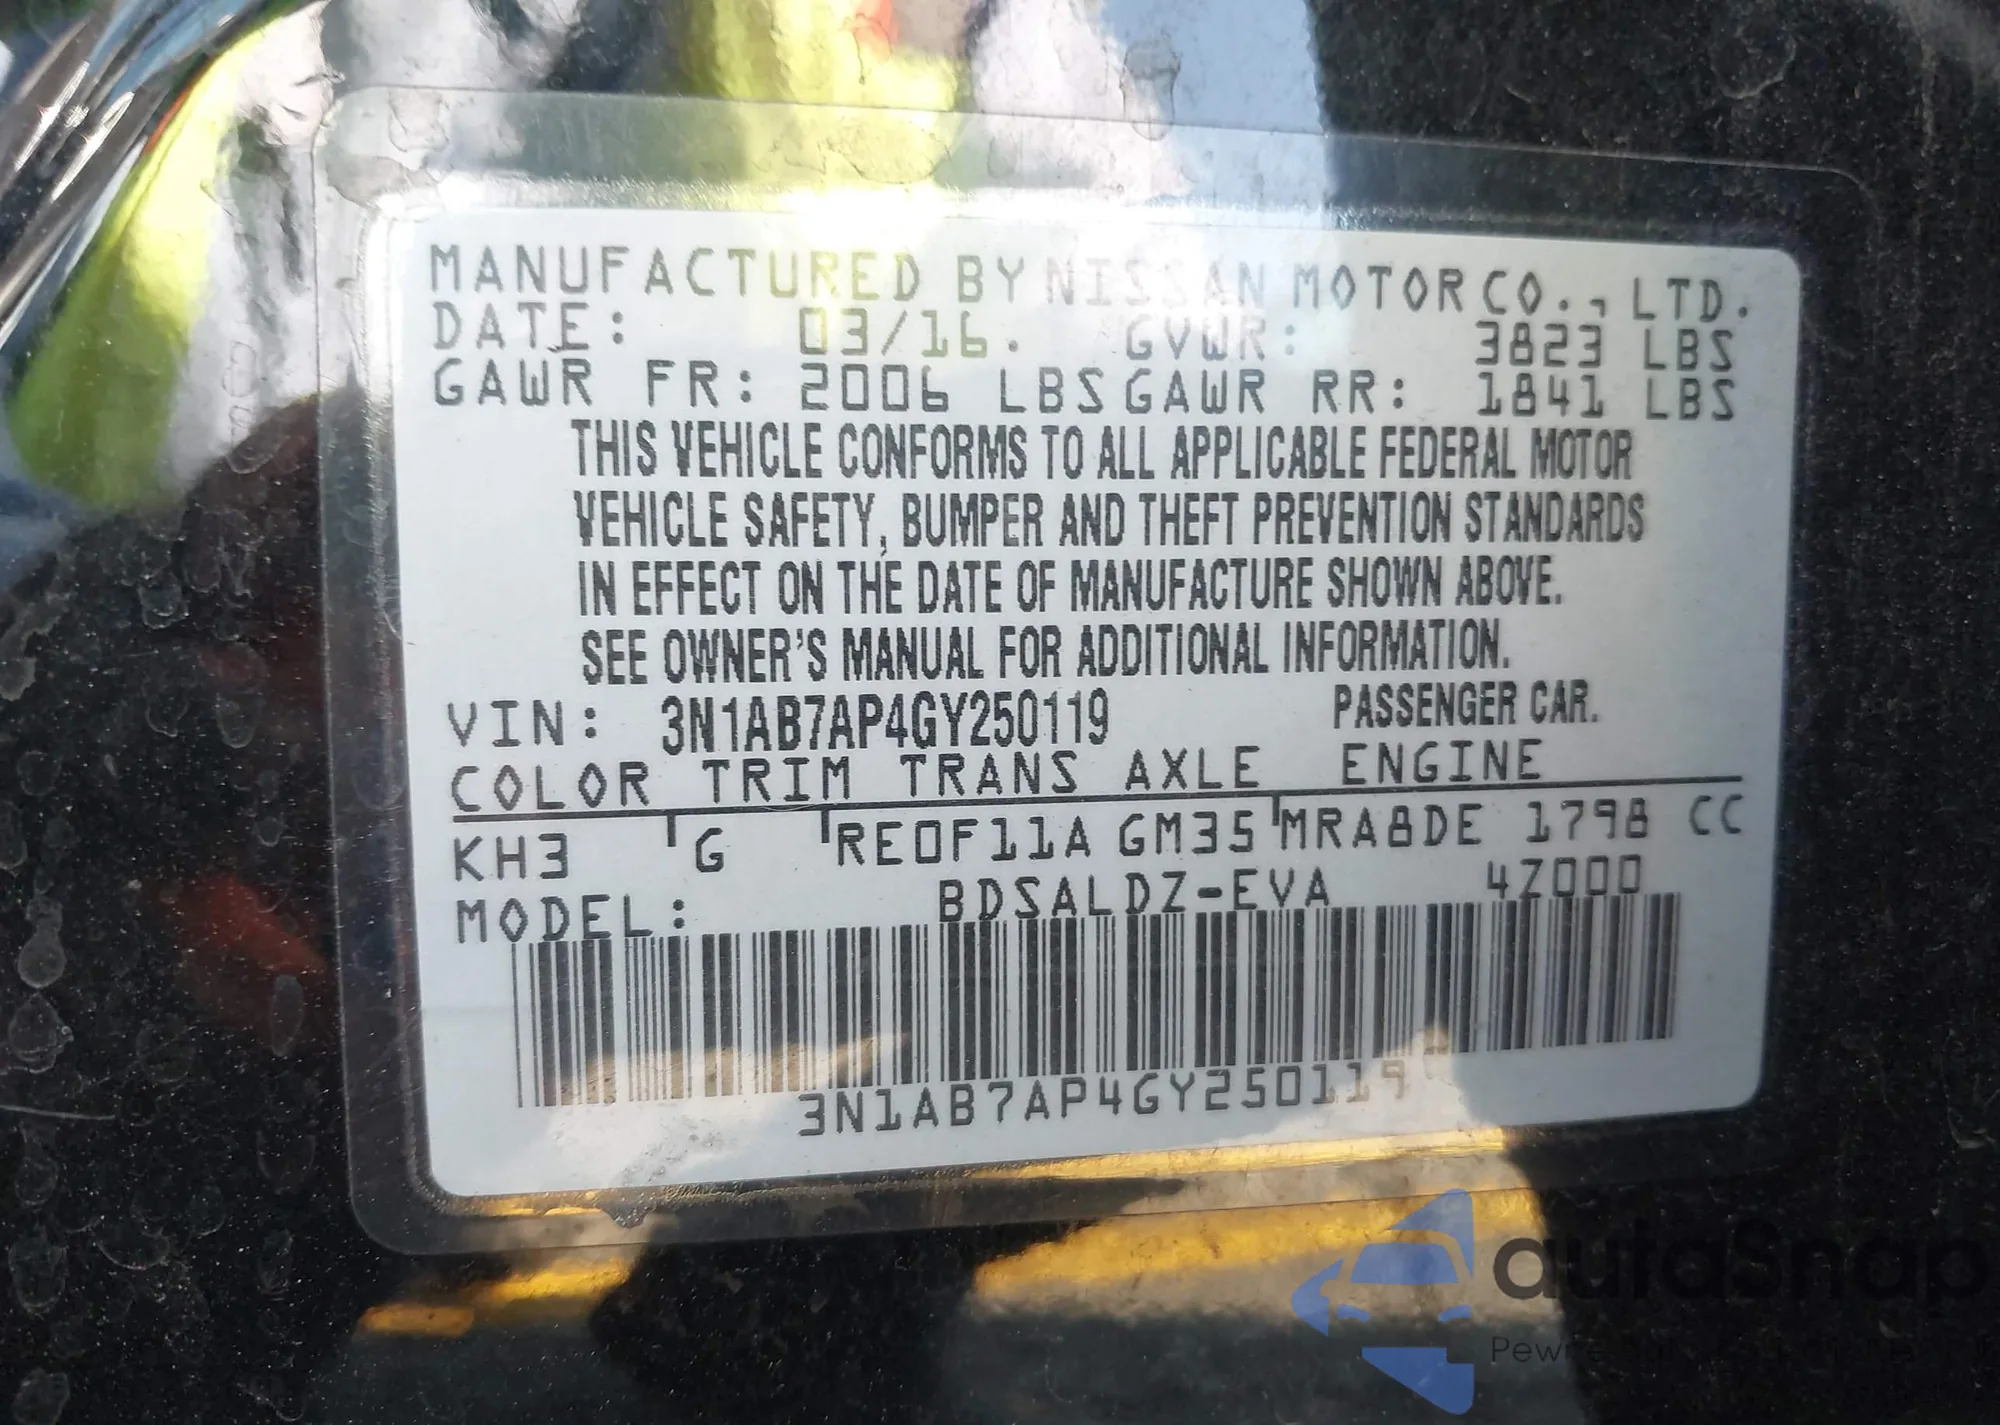 MANUFACTURED BY NISSAN MOTOR CO., LTD.
DATE: 03/16. GVWR: 3823 LBS
GAWR FR: 2006 LBS GAWR RR: 1841 LBS
THIS VEHICLE CONFORMS TO ALL APPLICABLE FEDERAL MOTOR
VEHICLE SAFETY, BUMPER AND THEFT PREVENTION STANDARDS
IN EFFECT ON THE DATE OF MANUFACTURE SHOWN ABOVE.
SEE OWNER'S MANUAL FOR ADDITIONAL INFORMATION.
VIN: 3N1AB7AP4GY250119 PASSENGER CAR.
COLOR TRIM TRANS AXLE ENGINE
KH3 G RE0F11A GM35 MRA8DE 1798 CC
MODEL: BDSALDZ-EVA 4Z000
3N1AB7AP4GY250119
autaSnap